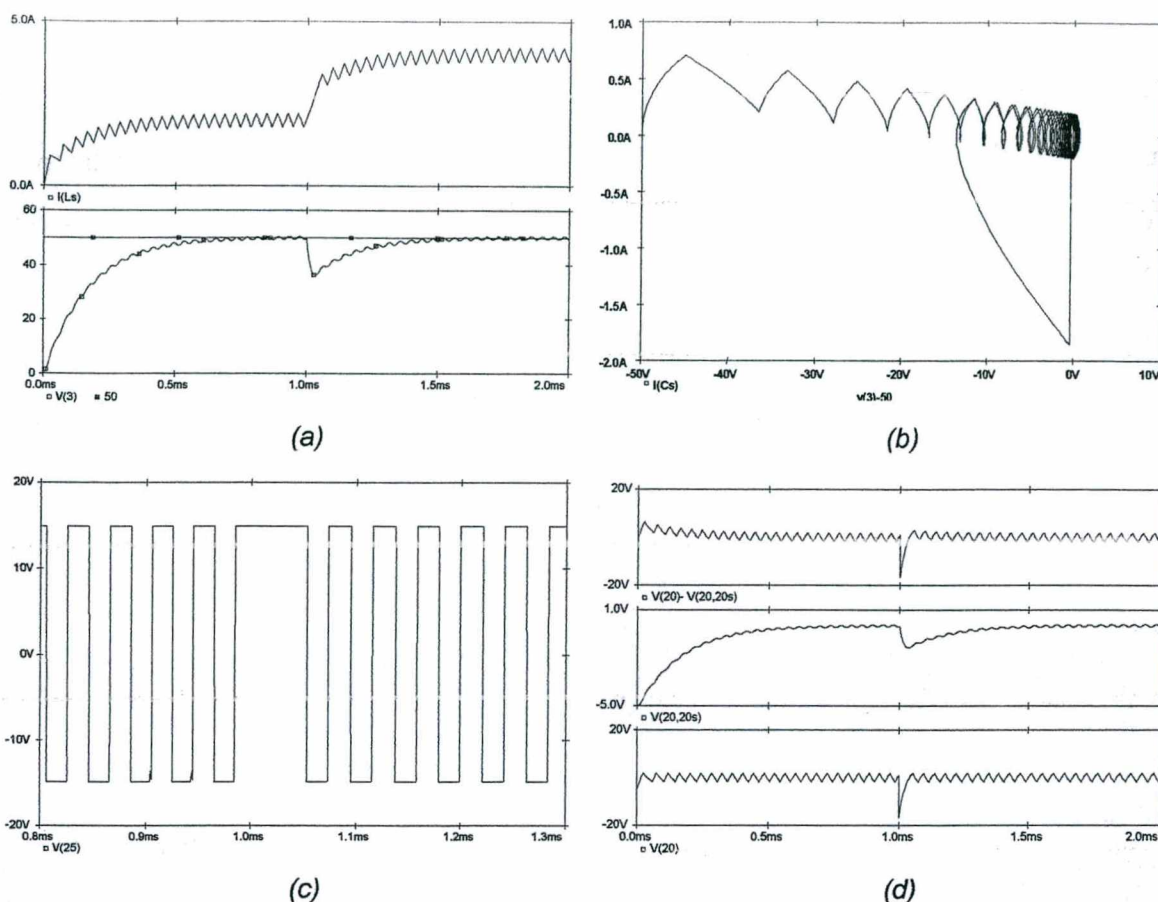 5.0A
0.0A
▫ I(Ls)
60
40
20
0
0.0ms 0.5ms 1.0ms 1.5ms 2.0ms
▫ V(3) ▪ 50
(a)
1.0A
0.5A
0.0A
-0.5A
-1.0A
-1.5A
-2.0A
-50V -40V -30V -20V -10V 0V 10V
▫ I(Cs)
v(3)-50
(b)
20V
10V
0V
-10V
-20V
0.8ms 0.9ms 1.0ms 1.1ms 1.2ms 1.3ms
▫ V(25)
(c)
20V
-20V
▫ V(20)- V(20,20s)
1.0V
-5.0V
▫ V(20,20s)
20V
-20V
0.0ms 0.5ms 1.0ms 1.5ms 2.0ms
▫ V(20)
(d)